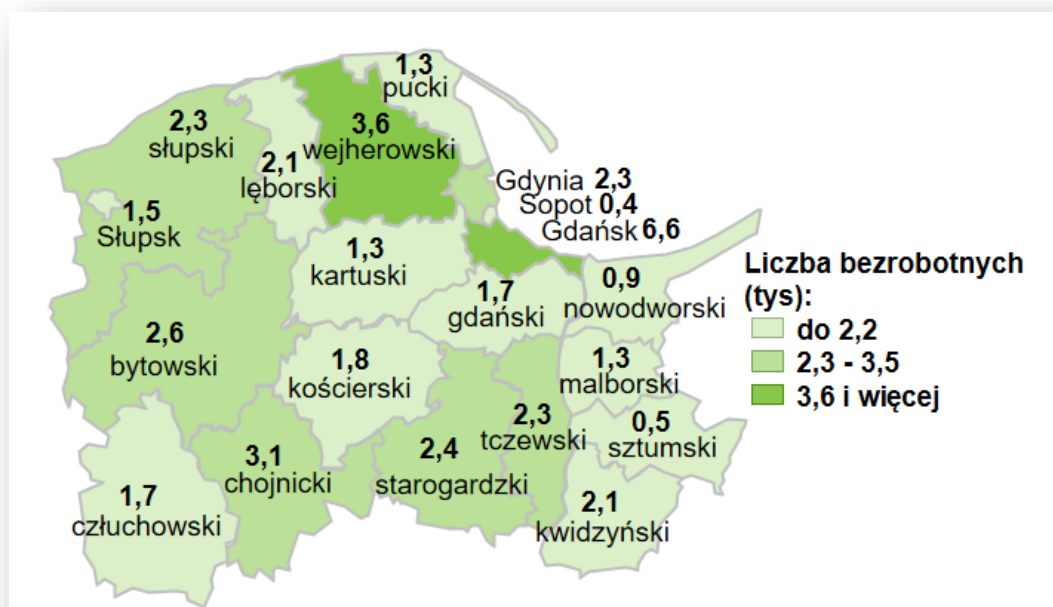 1,3
pucki
2,3
słupski
3,6
wejherowski
2,1
lęborski
Gdynia 2,3
Sopot 0,4
Gdańsk 6,6
1,5
Słupsk
1,3
kartuski
1,7
gdański
0,9
nowodworski
2,6
bytowski
1,8
kościerski
1,3
malborski
2,3
tczewski
0,5
sztumski
3,1
chojnicki
2,4
starogardzki
1,7
człuchowski
2,1
kwidzyński
Liczba bezrobotnych
(tys):
do 2,2
2,3 - 3,5
3,6 i więcej